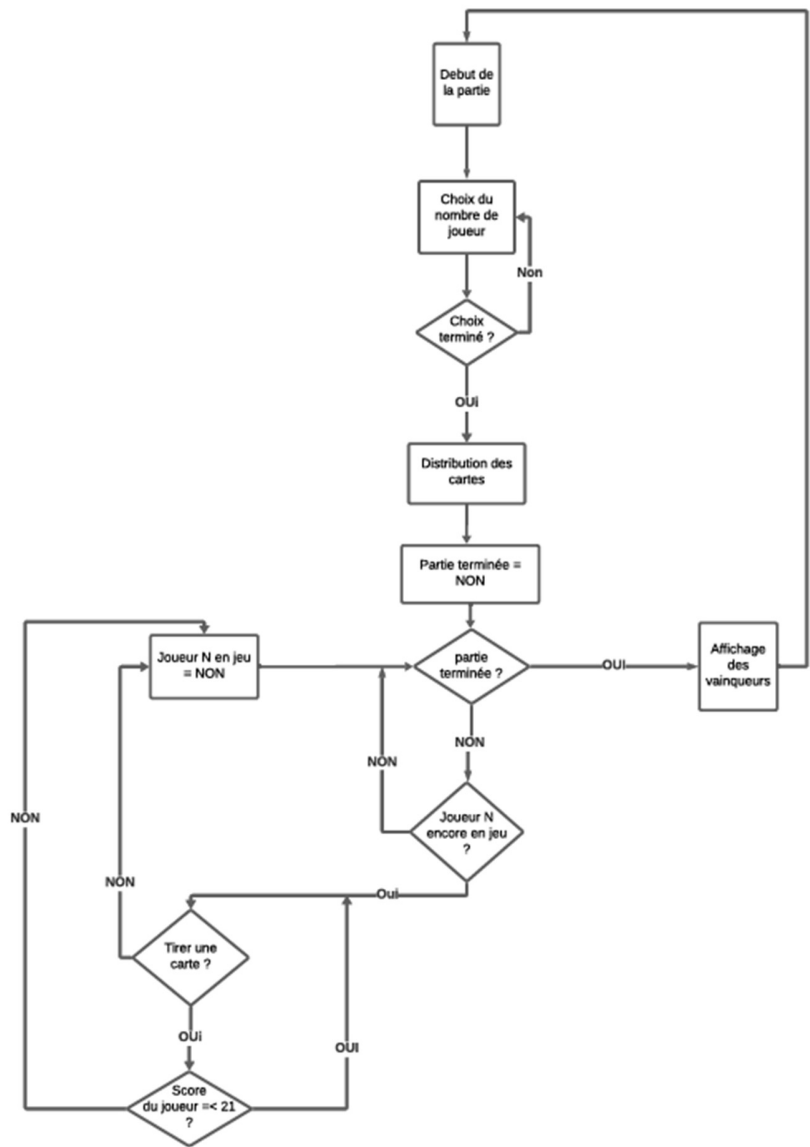 Debut de
la partie
Choix du
nombre de
joueur
Non
Choix
terminé ?
OUi
Distribution des
cartes
Partie terminée =
NON
Joueur N en jeu
= NON
partie
terminée ?
OUI
Affichage
des
vainqueurs
NON
NON
Joueur N
encore en jeu
?
NON
NON
Oui
Tirer une
carte ?
OUi
OUI
Score
du joueur =< 21
?